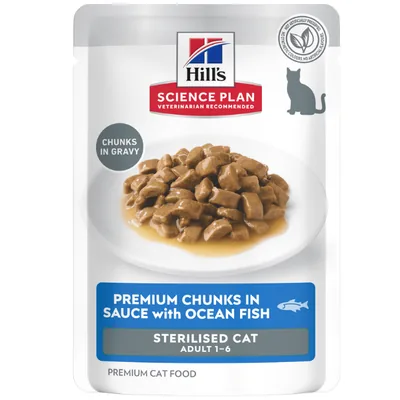 Hill's
SCIENCE PLAN
VETERINARIAN RECOMMENDED
CHUNKS
IN GRAVY
PREMIUM CHUNKS IN
SAUCE with OCEAN FISH
STERILISED CAT
ADULT 1-6
PREMIUM CAT FOOD